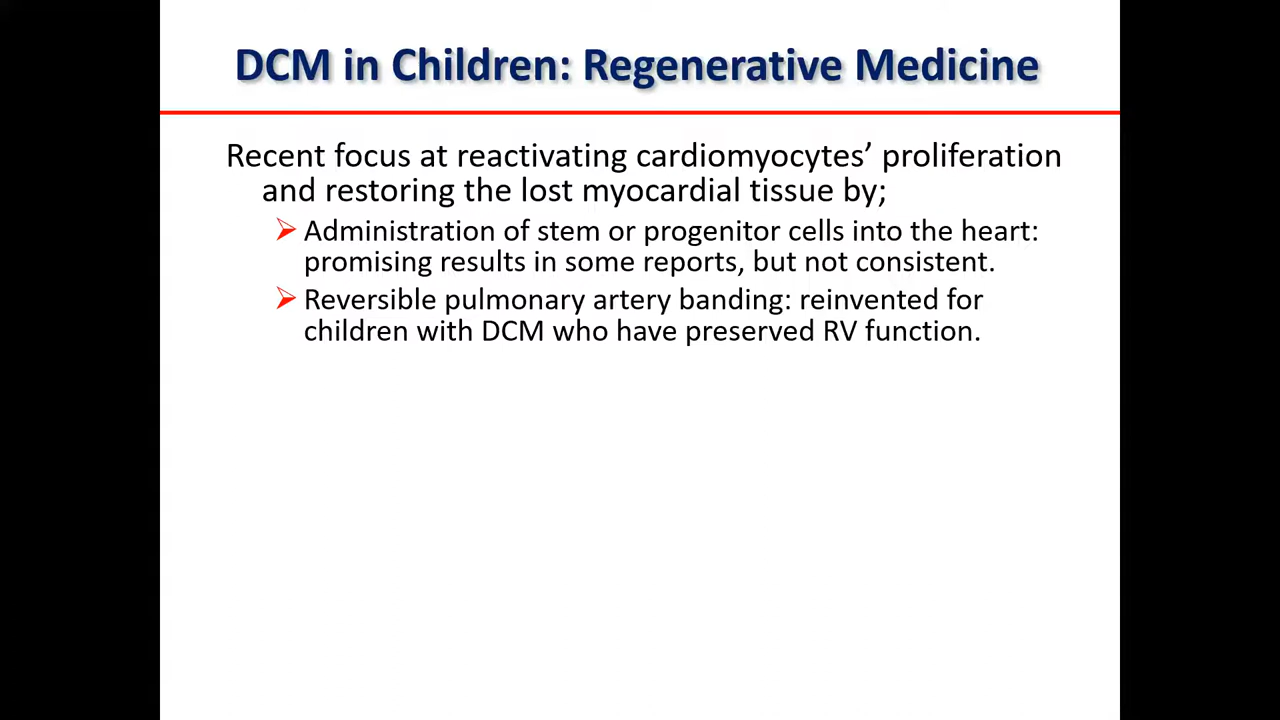 DCM in Children: Regenerative Medicine
Recent focus at reactivating cardiomyocytes’ proliferation
and restoring the lost myocardial tissue by;
Administration of stem or progenitor cells into the heart:
promising results in some reports, but not consistent.
Reversible pulmonary artery banding: reinvented for
children with DCM who have preserved RV function.